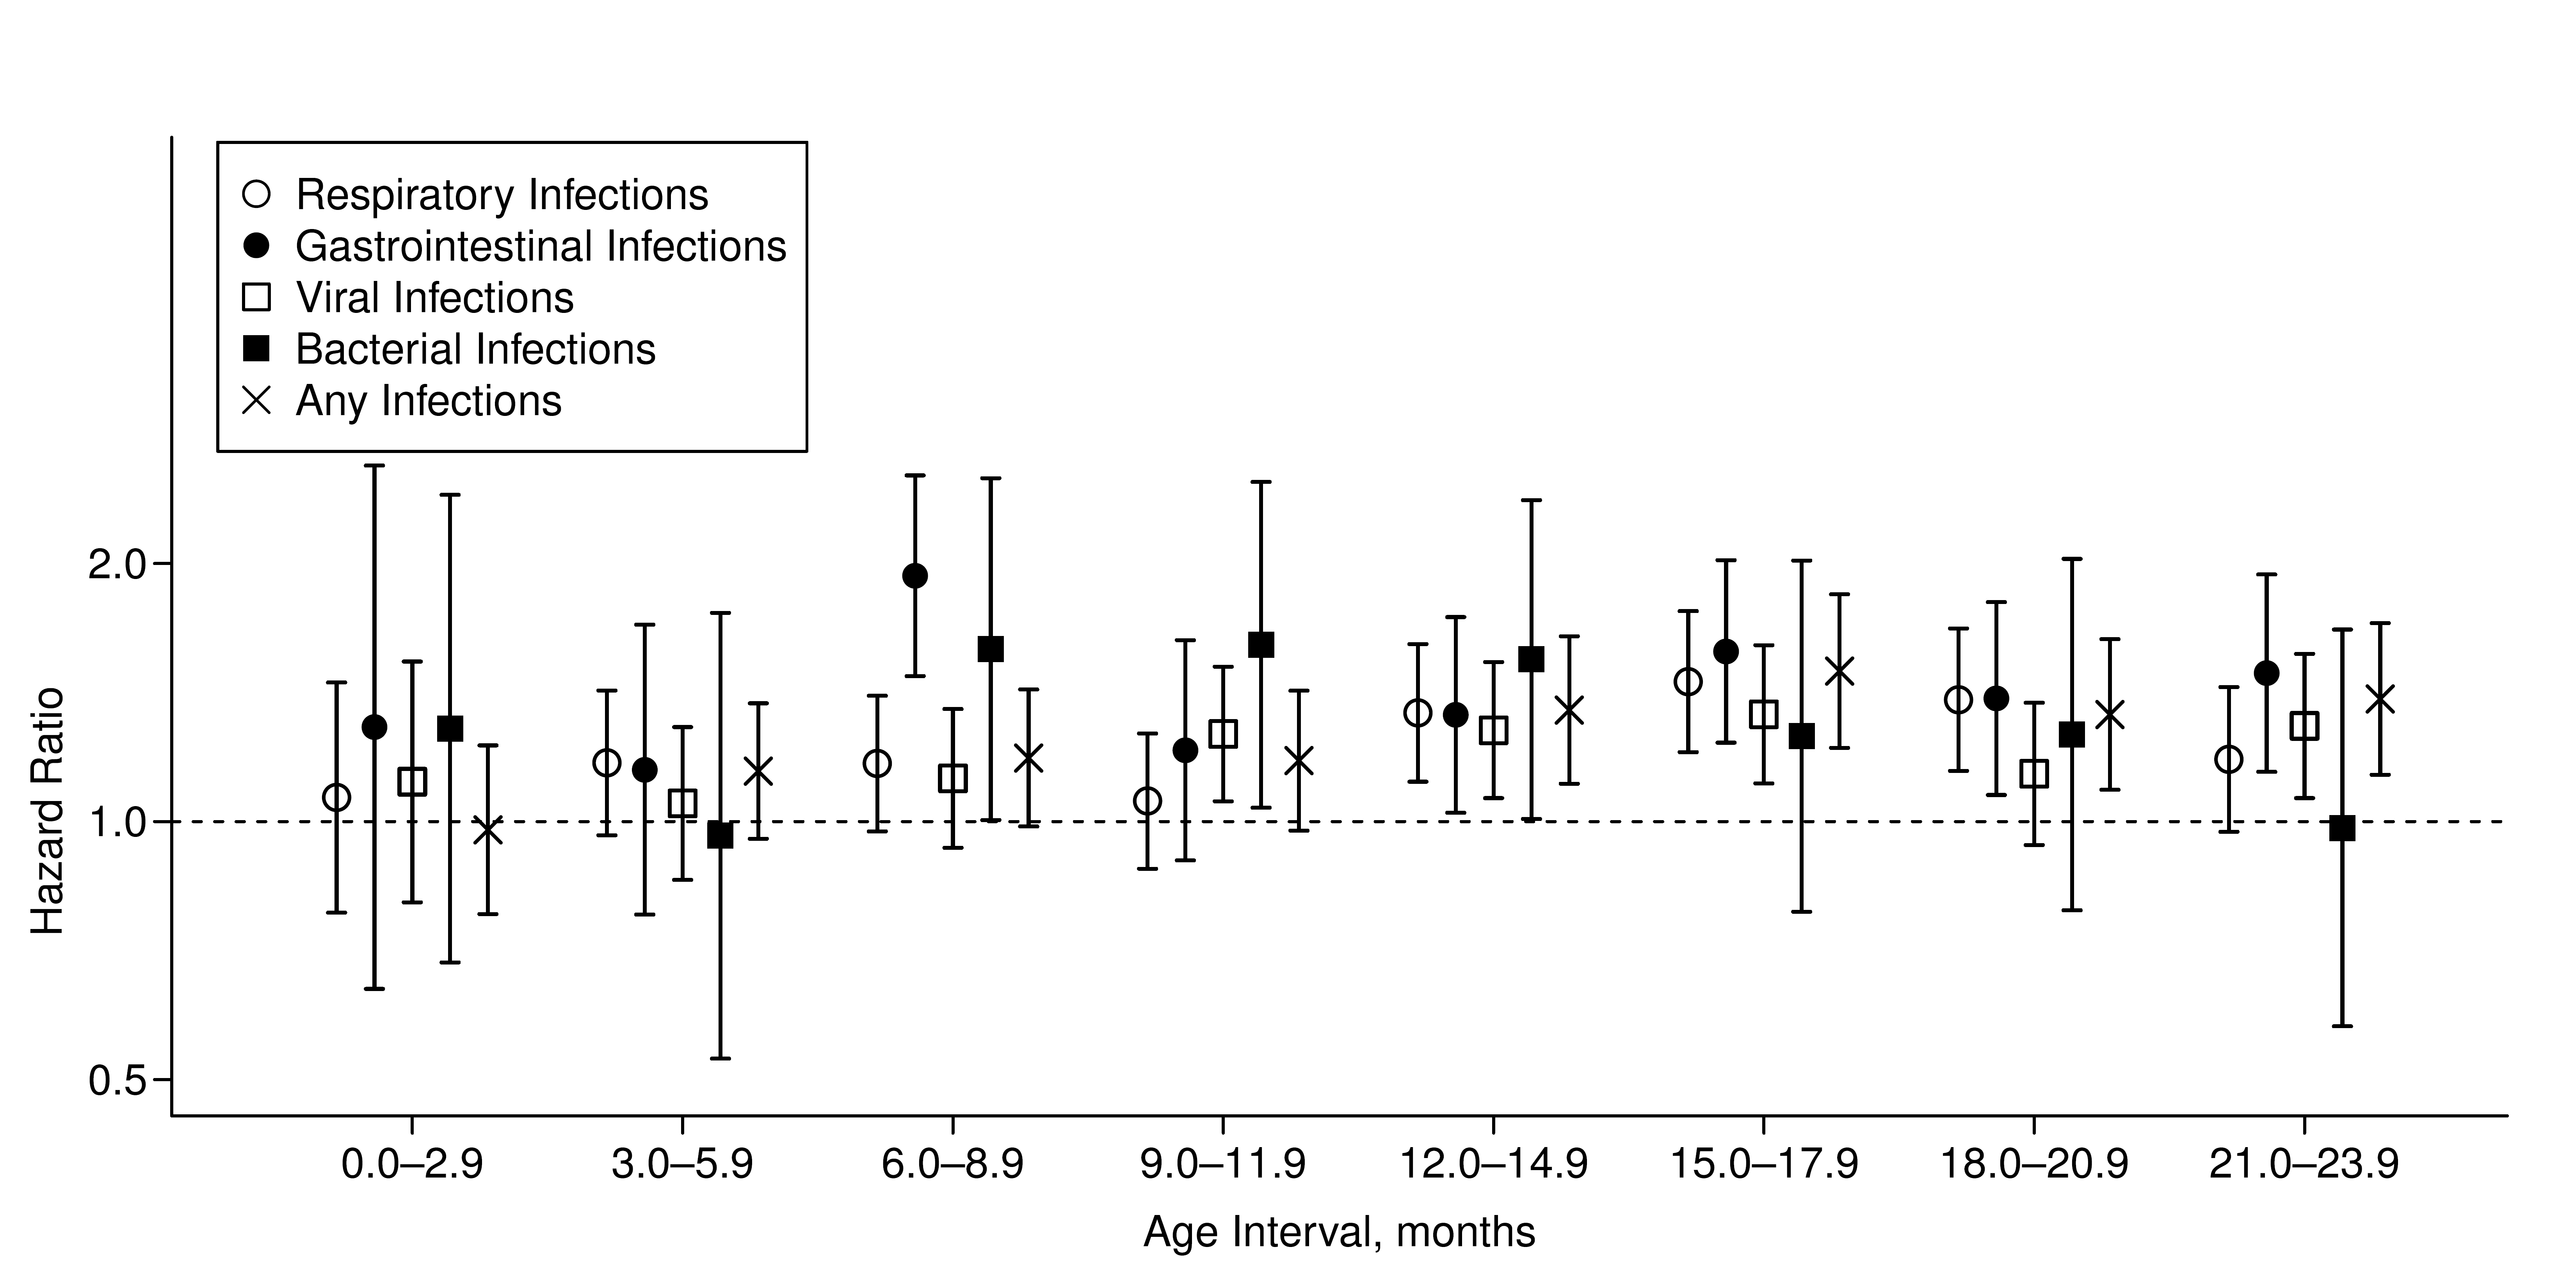 Respiratory Infections
Gastrointestinal Infections
Viral Infections
Bacterial Infections
Any Infections
Hazard Ratio
2.0
1.0
0.5
0.0–2.9
3.0–5.9
6.0–8.9
9.0–11.9
12.0–14.9
15.0–17.9
18.0–20.9
21.0–23.9
Age Interval, months